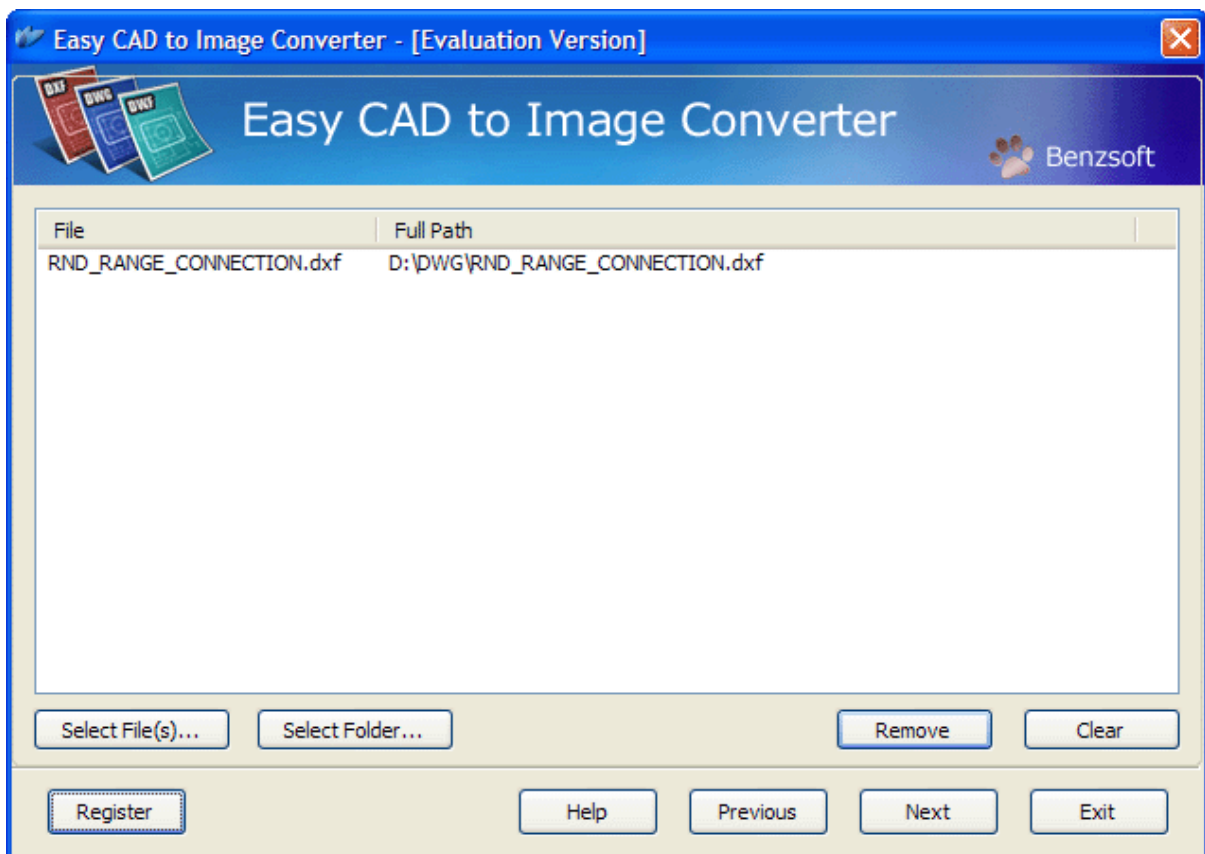 Easy CAD to Image Converter - [Evaluation Version]
DXF
DWG
DWF
Easy CAD to Image Converter
Benzsoft
File Full Path
RND_RANGE_CONNECTION.dxf D:\DWG\RND_RANGE_CONNECTION.dxf
Select File(s)... Select Folder... Remove Clear
Register Help Previous Next Exit